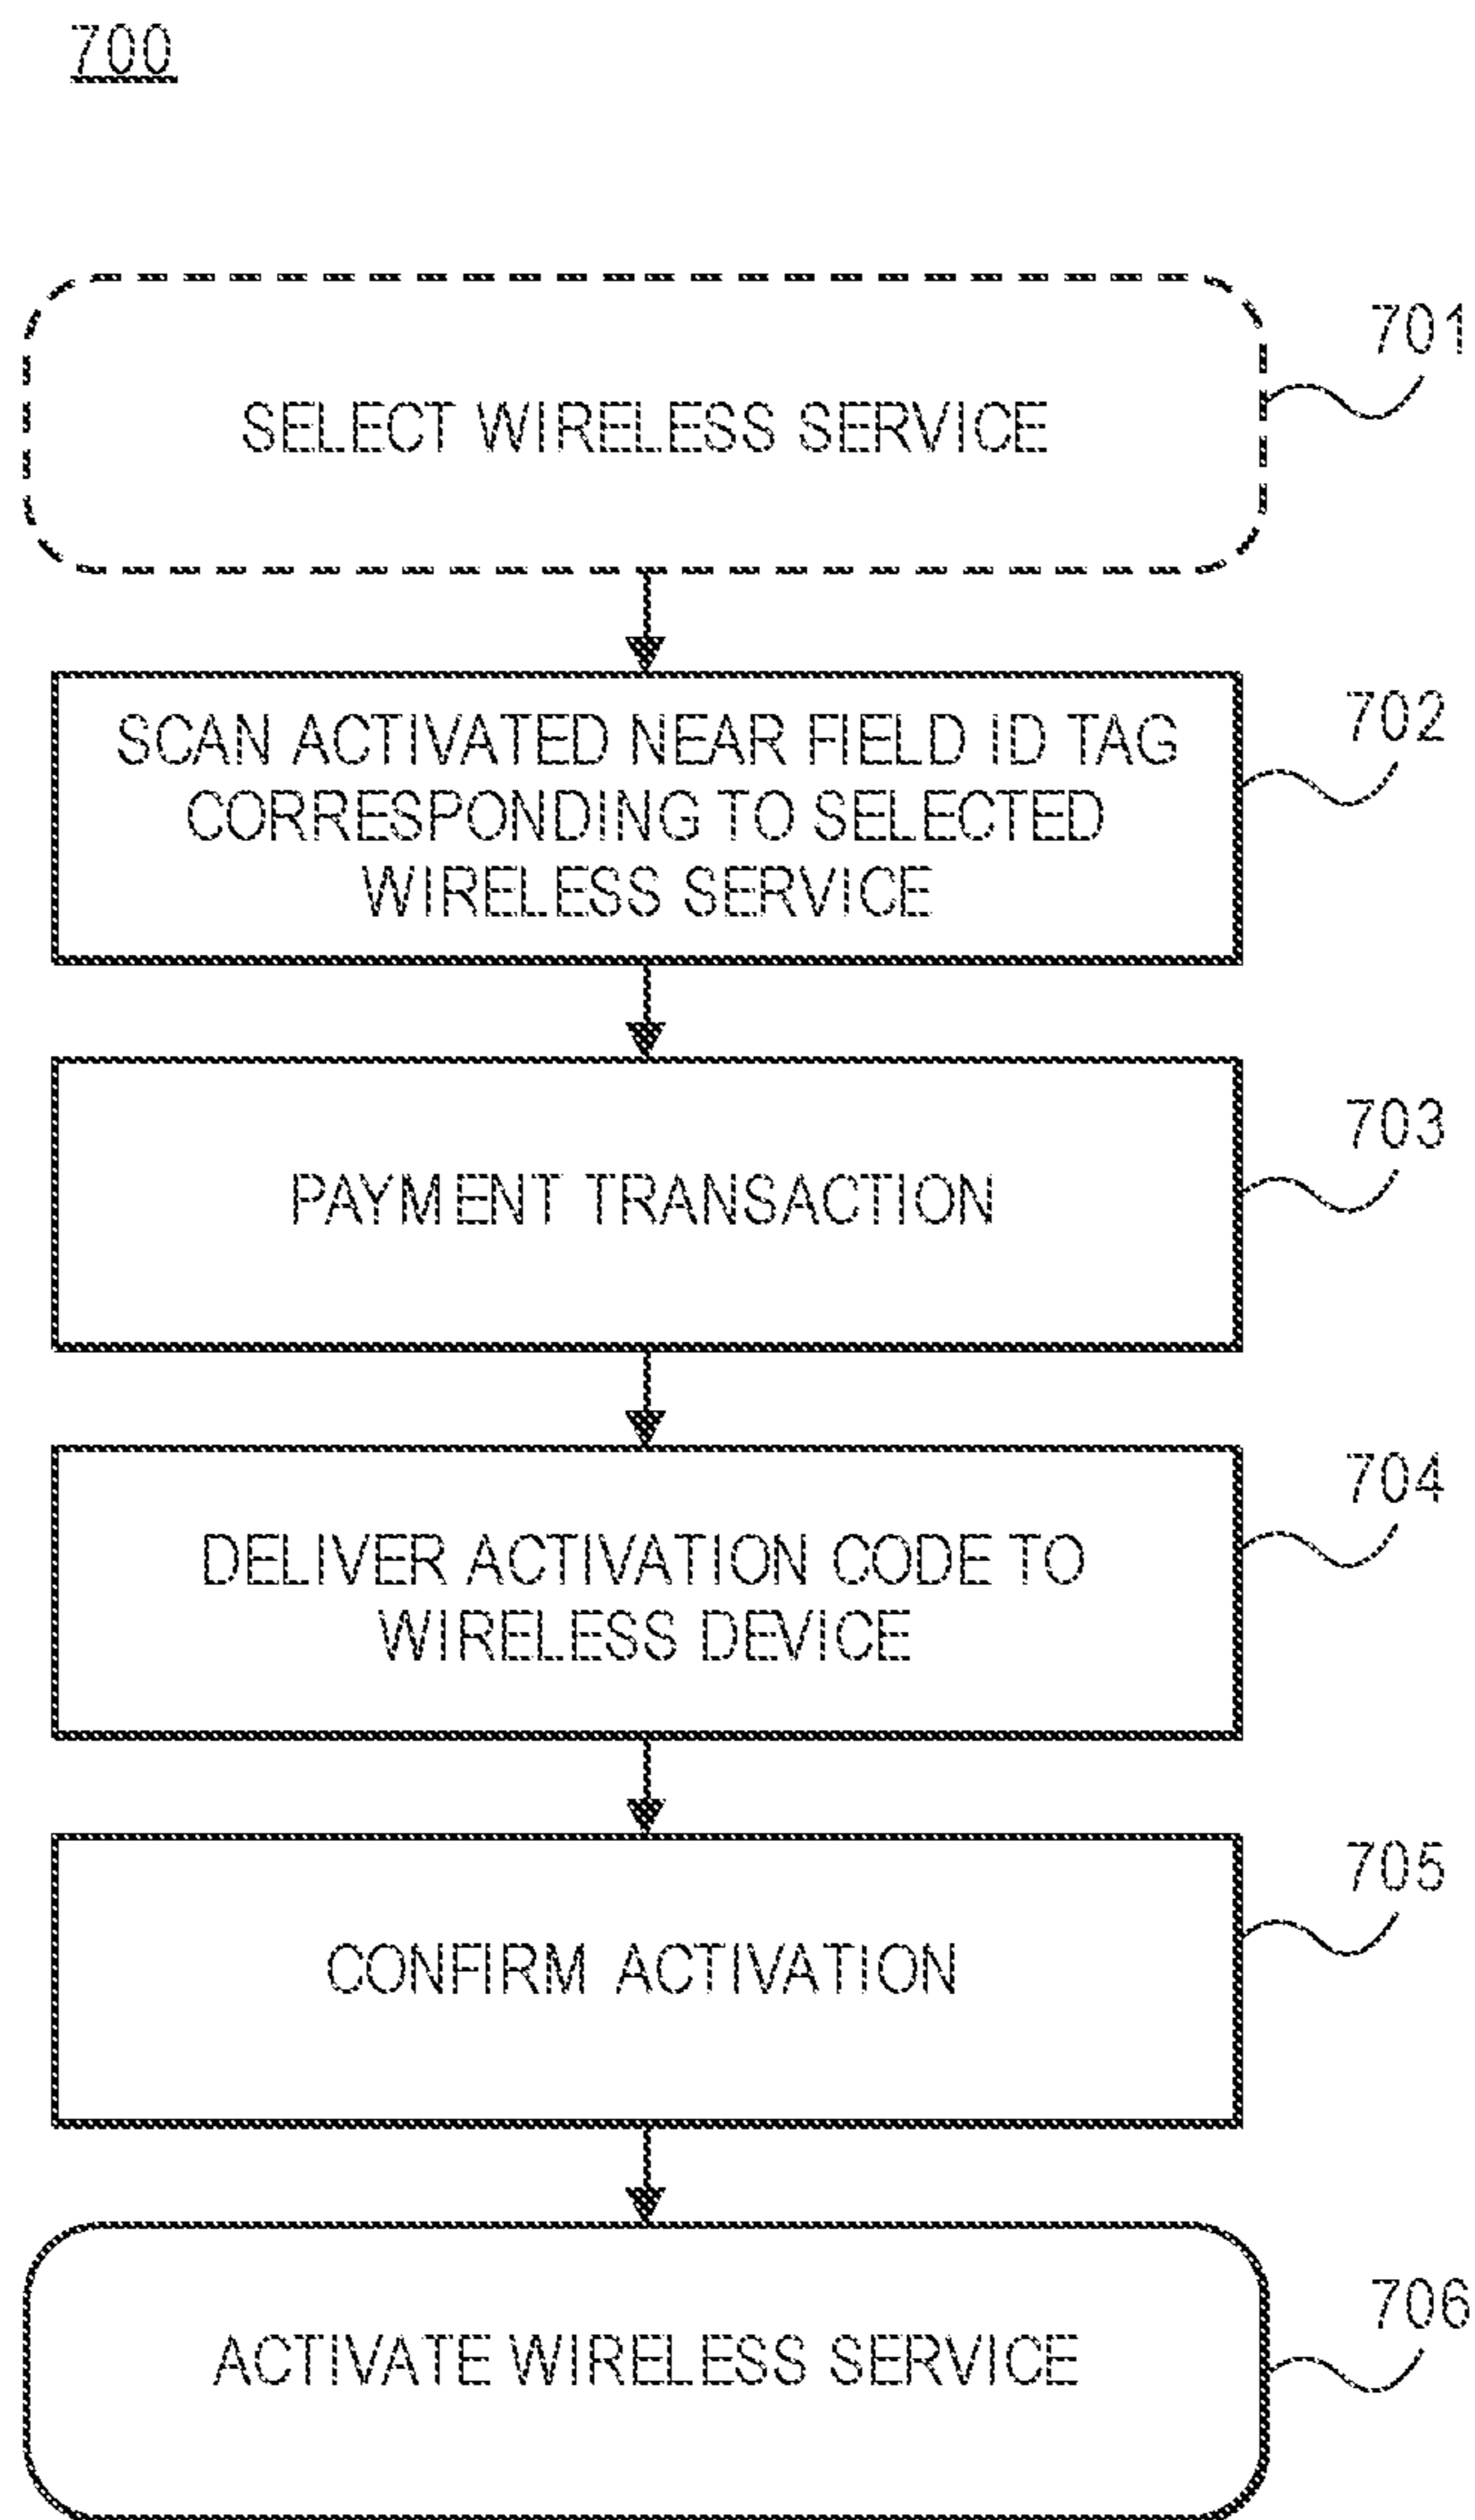 700
701
SELECT WIRELESS SERVICE
702
SCAN ACTIVATED NEAR FIELD ID TAG
CORRESPONDING TO SELECTED
WIRELESS SERVICE
703
PAYMENT TRANSACTION
704
DELIVER ACTIVATION CODE TO
WIRELESS DEVICE
705
CONFIRM ACTIVATION
706
ACTIVATE WIRELESS SERVICE